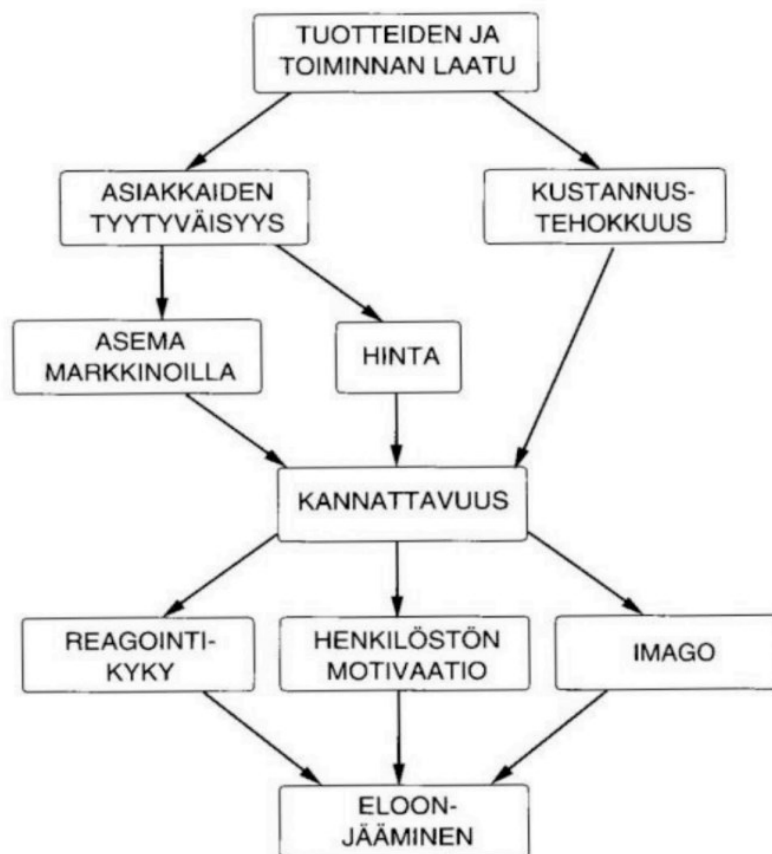 TUOTTEIDEN JA
TOIMINNAN LAATU
ASIAKKAIDEN
TYYTYVÄISYYS
KUSTANNUS-
TEHOKKUUS
ASEMA
MARKKINOILLA
HINTA
KANNATTAVUUS
REAGOINTI-
KYKY
HENKILÖSTÖN
MOTIVAATIO
IMAGO
ELOON-
JÄÄMINEN